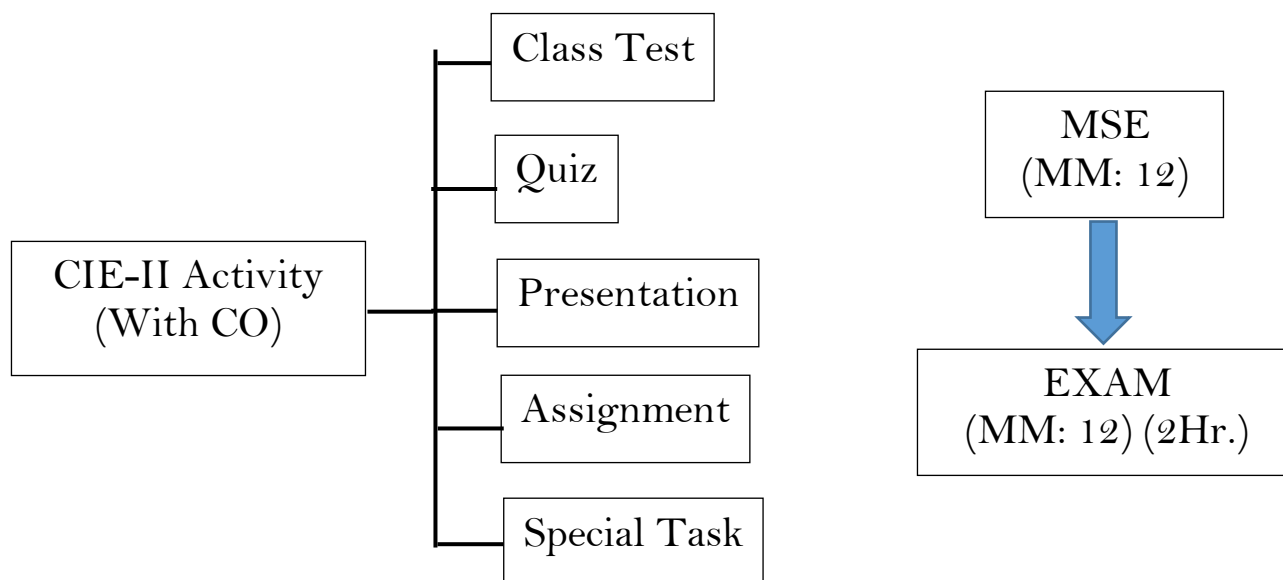 Class Test
Quiz
CIE-II Activity
(With CO)
Presentation
Assignment
Special Task
MSE
(MM: 12)
EXAM
(MM: 12) (2Hr.)